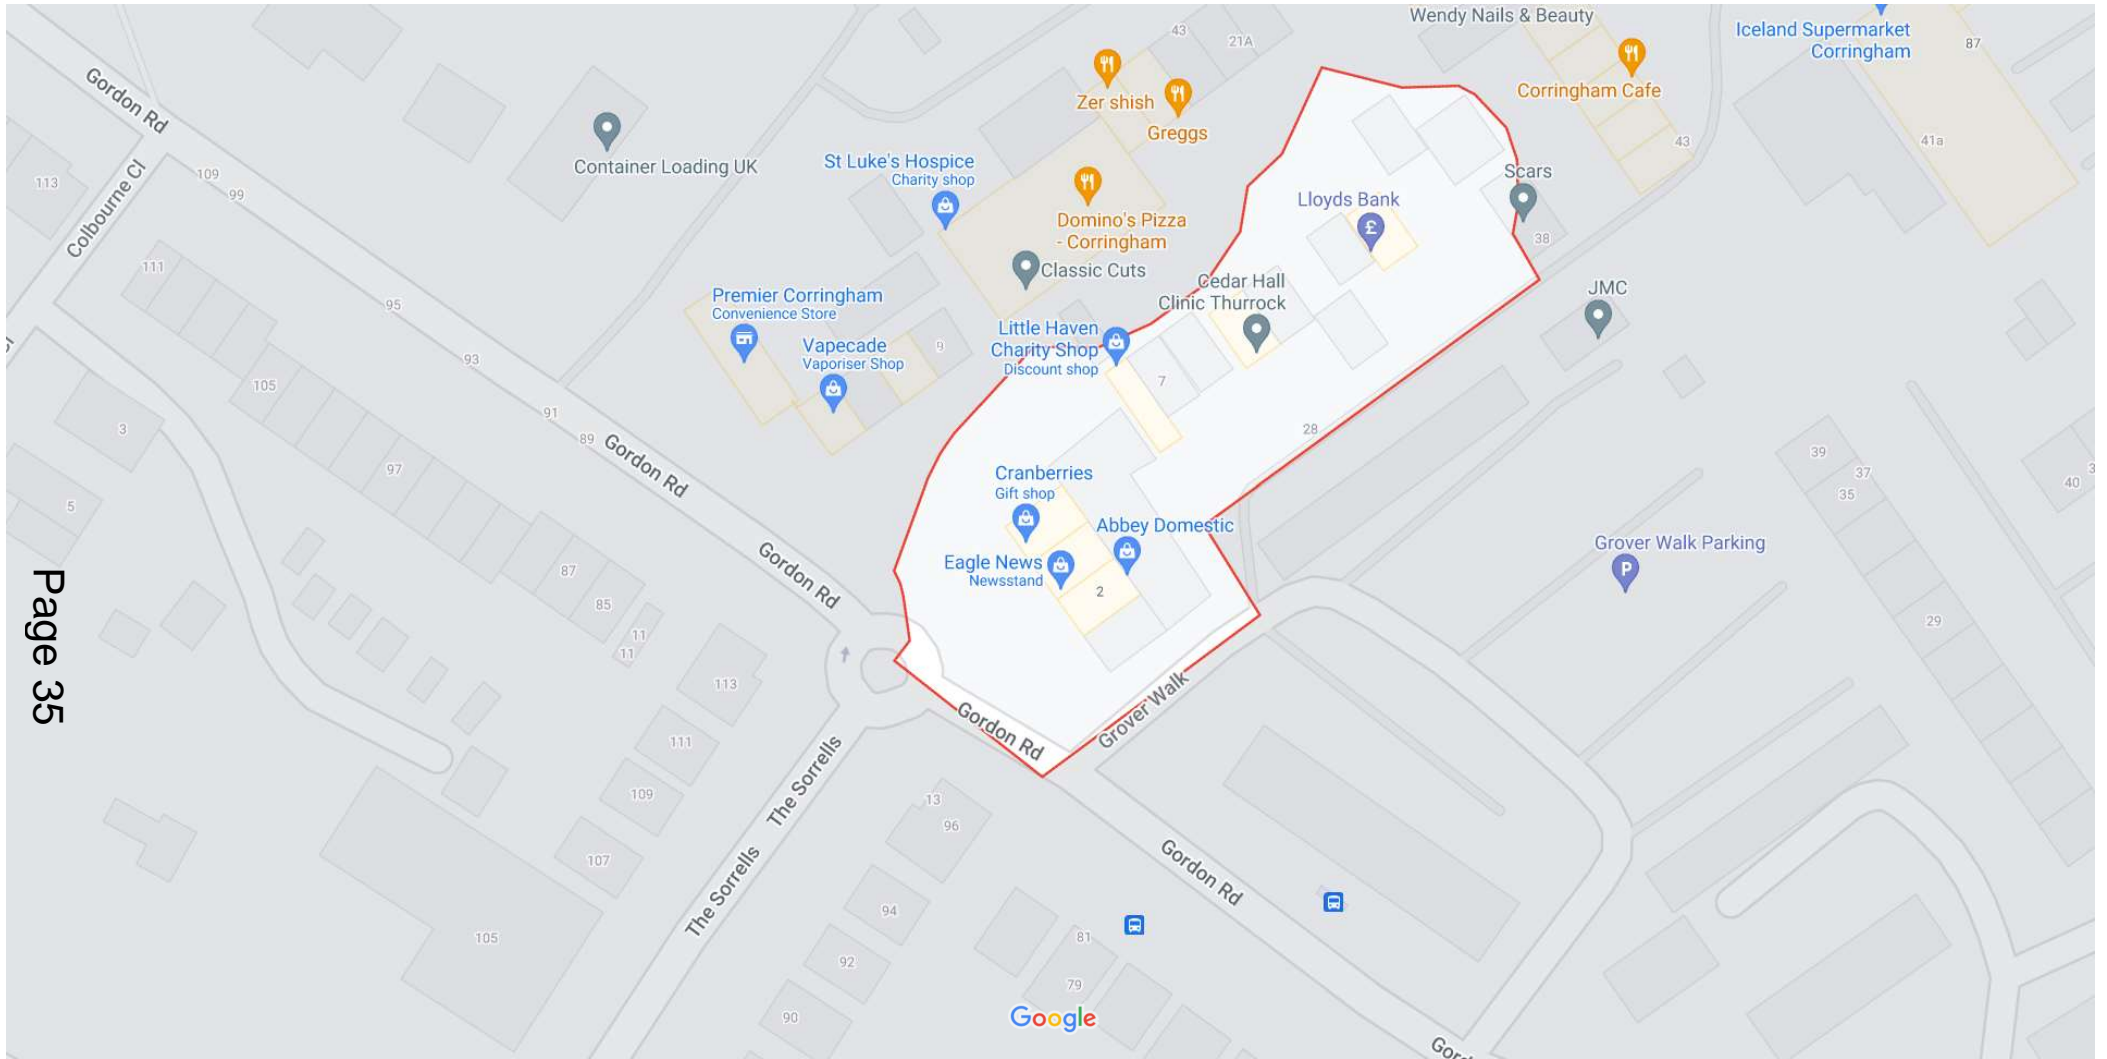 Wendy Nails & Beauty
Iceland Supermarket
Corringham
87
43
21A
Zer shish
Greggs
Corringham Cafe
43
41a
Gordon Rd
Container Loading UK
St Luke's Hospice
Charity shop
Domino's Pizza
- Corringham
Classic Cuts
Lloyds Bank
Scars
38
113
109
99
Colbourne Cl
111
95
Premier Corringham
Convenience Store
Vapecade
Vaporiser Shop
9
Cedar Hall
Clinic Thurrock
JMC
Little Haven
Charity Shop
Discount shop
7
93
105
91
89
Gordon Rd
3
97
28
39
37
35
40
5
Cranberries
Gift shop
Abbey Domestic
Eagle News
Newsstand
2
Grover Walk Parking
Gordon Rd
87
85
11
11
29
Page 35
113
Gordon Rd
Grover Walk
111
The Sorrells
109
13
96
107
The Sorrells
Gordon Rd
94
105
81
92
79
90
Google